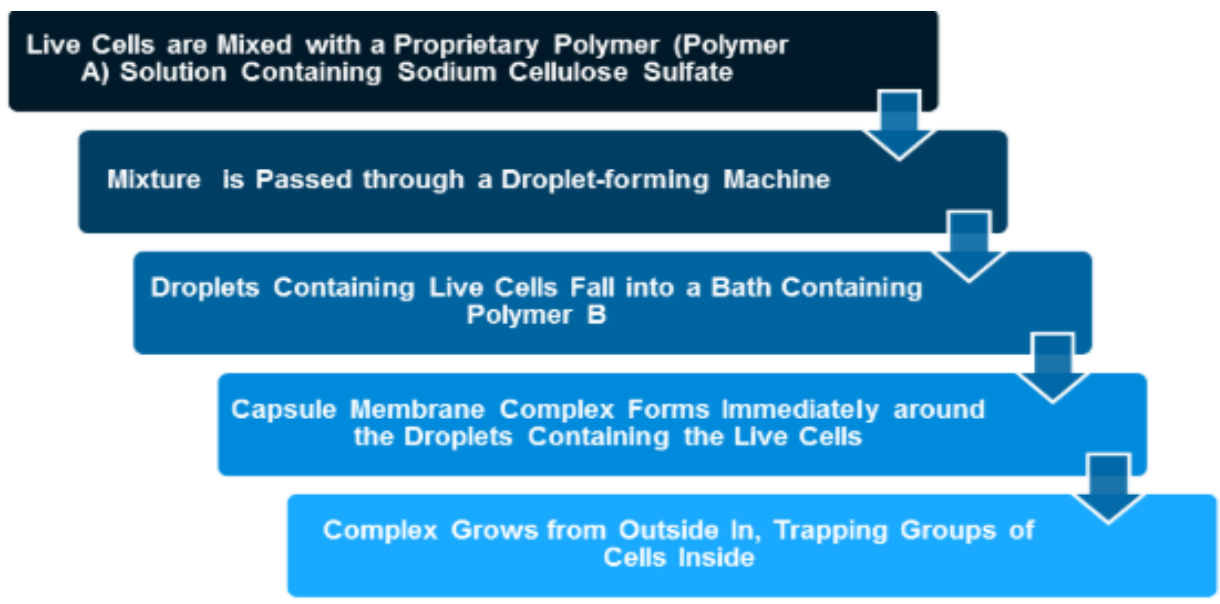 Live Cells are Mixed with a Proprietary Polymer (Polymer
A) Solution Containing Sodium Cellulose Sulfate
Mixture is Passed through a Droplet-forming Machine
Droplets Containing Live Cells Fall into a Bath Containing
Polymer B
Capsule Membrane Complex Forms Immediately around
the Droplets Containing the Live Cells
Complex Grows from Outside In, Trapping Groups of
Cells Inside